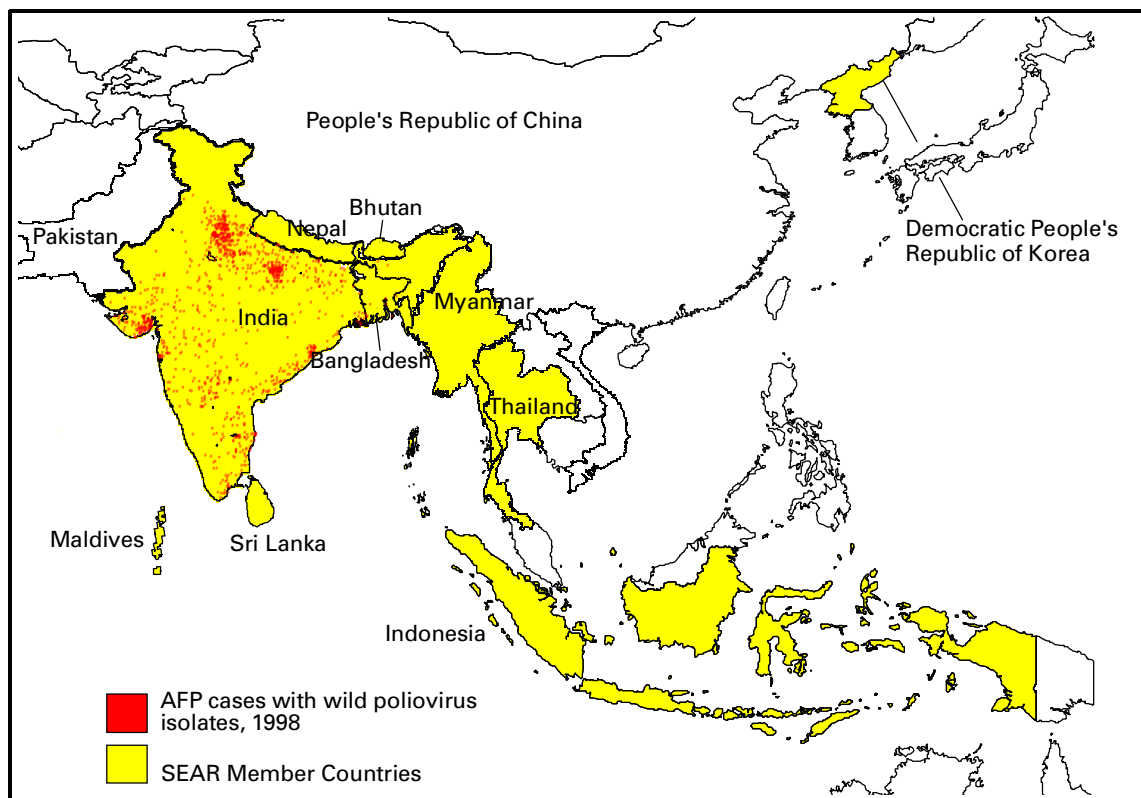 People's Republic of China
Bhutan
Nepal
Pakistan
Democratic People's
Republic of Korea
Myanmar
India
Bangladesh
Thailand
Maldives
Sri Lanka
Indonesia
AFP cases with wild poliovirus
isolates, 1998
SEAR Member Countries